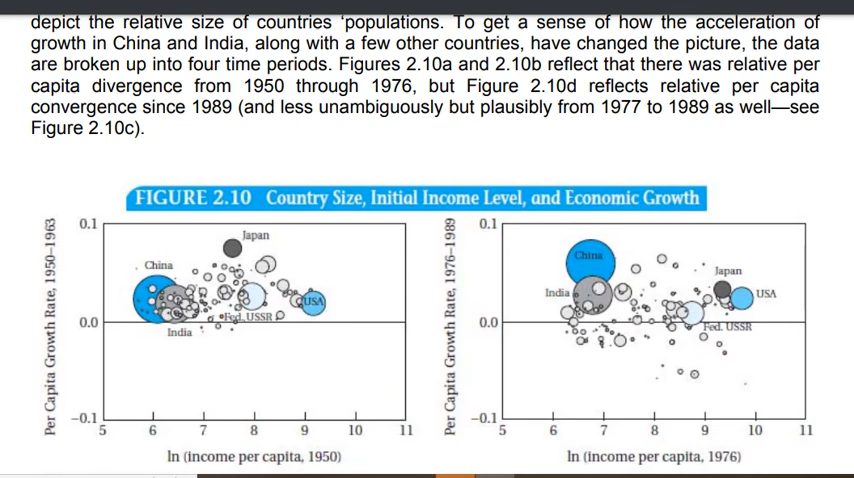 depict the relative size of countries ‘populations. To get a sense of how the acceleration of
growth in China and India, along with a few other countries, have changed the picture, the data
are broken up into four time periods. Figures 2.10a and 2.10b reflect that there was relative per
capita divergence from 1950 through 1976, but Figure 2.10d reflects relative per capita
convergence since 1989 (and less unambiguously but plausibly from 1977 to 1989 as well—see
Figure 2.10c).
FIGURE 2.10 Country Size, Initial Income Level, and Economic Growth
Per Capita Growth Rate, 1950–1963
0.1
0.0
−0.1
Japan
China
USA
Fed. USSR
India
5 6 7 8 9 10 11
ln (income per capita, 1950)
Per Capita Growth Rate, 1976–1989
0.1
0.0
−0.1
China
Japan
India
USA
Fed. USSR
5 6 7 8 9 10 11
ln (income per capita, 1976)